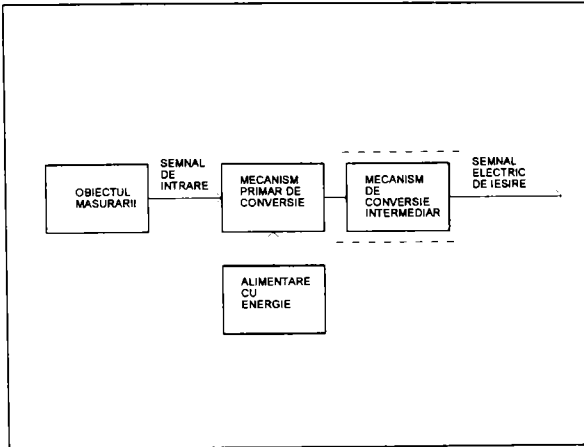 OBIECTUL
MASURARII
SEMNAL
DE
INTRARE
MECANISM
PRIMAR DE
CONVERSIE
MECANISM
DE
CONVERSIE
INTERMEDIAR
SEMNAL
ELECTRIC
DE IESIRE
ALIMENTARE
CU
ENERGIE